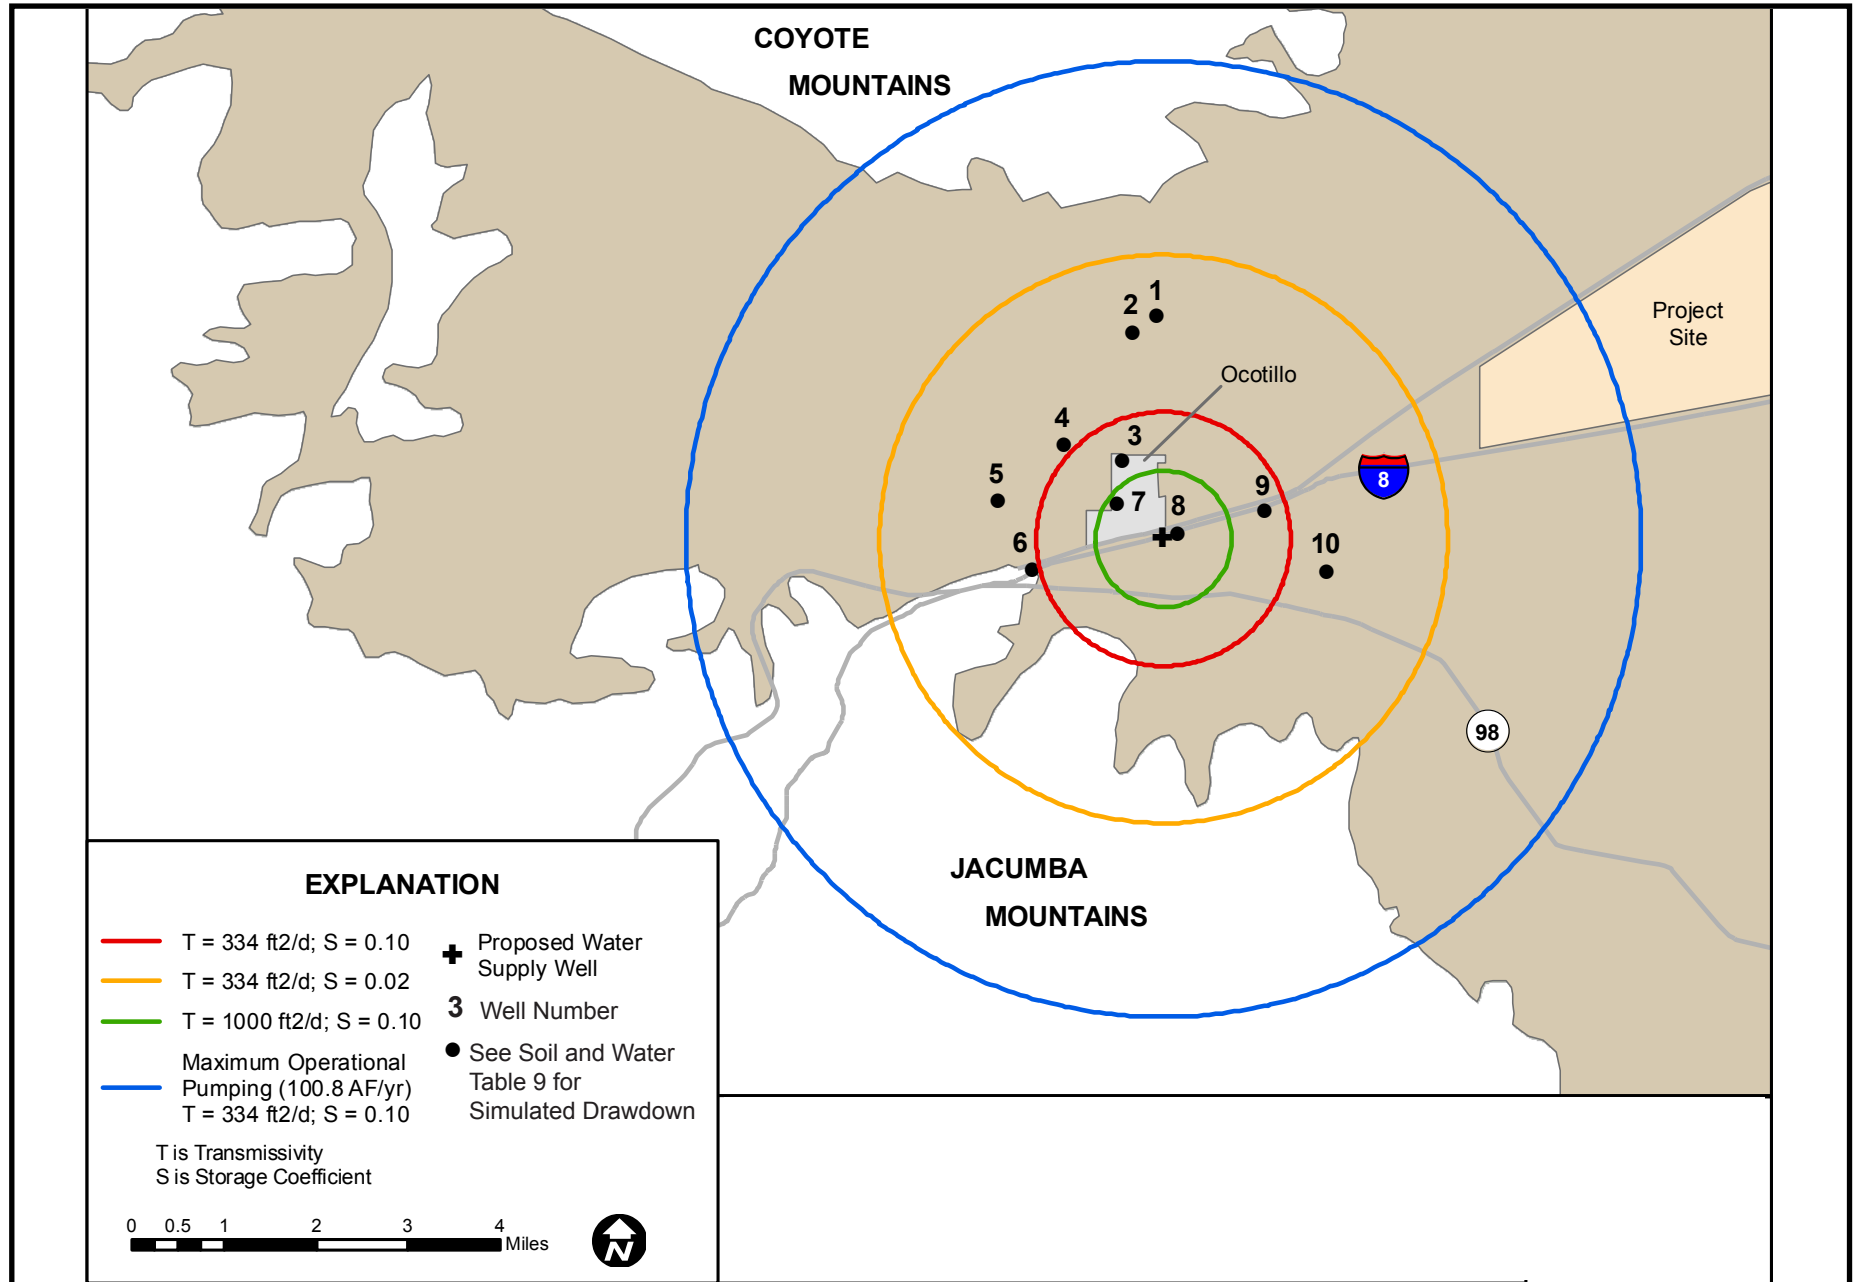 COYOTE
MOUNTAINS
Project
Site
1
2
Ocotillo
4
3
5
7
8
9
8
6
10
98
JACUMBA
MOUNTAINS
EXPLANATION
T = 334 ft2/d; S = 0.10
T = 334 ft2/d; S = 0.02
T = 1000 ft2/d; S = 0.10
Maximum Operational
Pumping (100.8 AF/yr)
T = 334 ft2/d; S = 0.10
Proposed Water
Supply Well
3 Well Number
See Soil and Water
Table 9 for
Simulated Drawdown
T is Transmissivity
S is Storage Coefficient
0 0.5 1 2 3 4
Miles
N